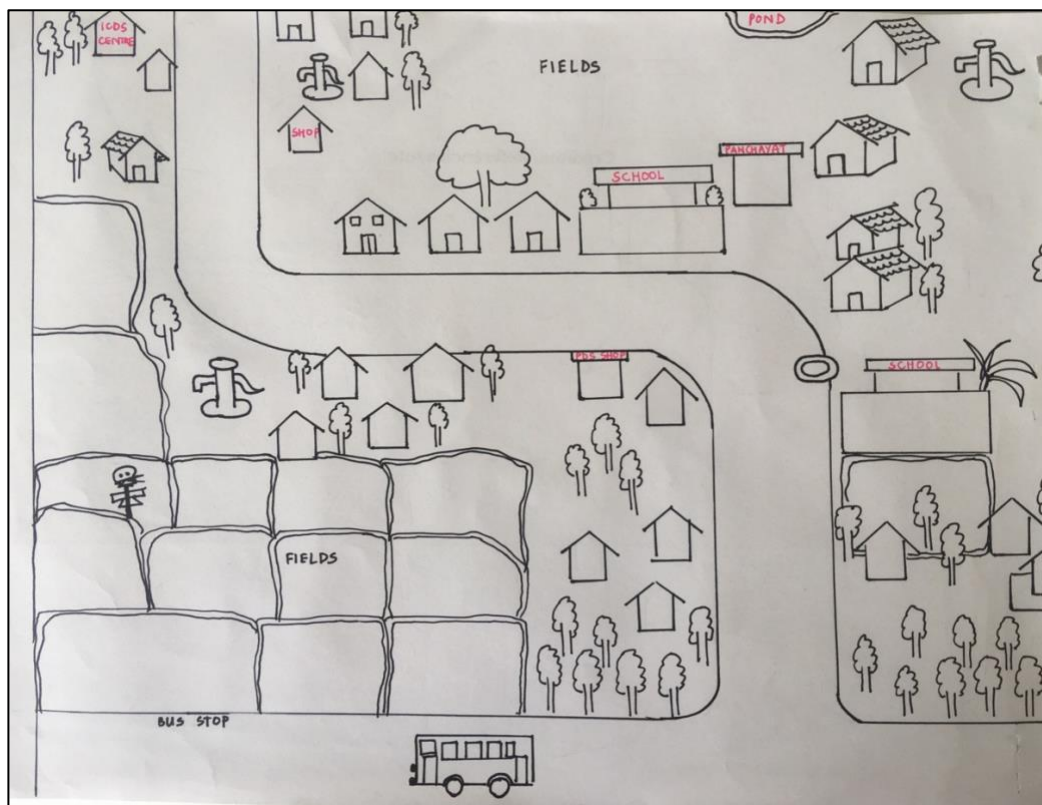 ICDS
CENTRE
POND
FIELDS
SHOP
PANCHAYAT
SCHOOL
PDS SHOP
SCHOOL
FIELDS
BUS STOP